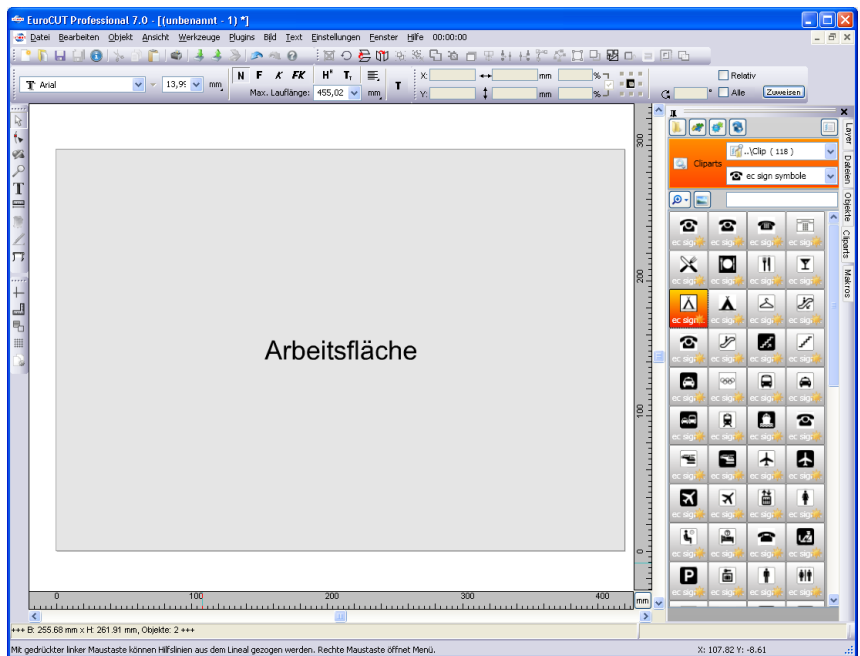 EuroCUT Professional 7.0 - [(unbenannt - 1) *]
Datei Bearbeiten Objekt Ansicht Werkzeuge Plugins Bild Text Einstellungen Fenster Hilfe 00:00:00
Arial 13,99 mm N F K FK H T X: mm % Relativ
Max. Lauflänge: 455,02 mm T Y: mm % ° Alle Zuweisen
Layer
Dateien
Objekte
Cliparts
Makros
Cliparts
..\Clip ( 118 )
ec sign symbole
300
200
100
0
Arbeitsfläche
0 100 200 300 400 mm
+++ B: 255.68 mm x H: 261.91 mm, Objekte: 2 +++
Mit gedrückter linker Maustaste können Hilfslinien aus dem Lineal gezogen werden. Rechte Maustaste öffnet Menü. X: 107.82 Y: -8.61